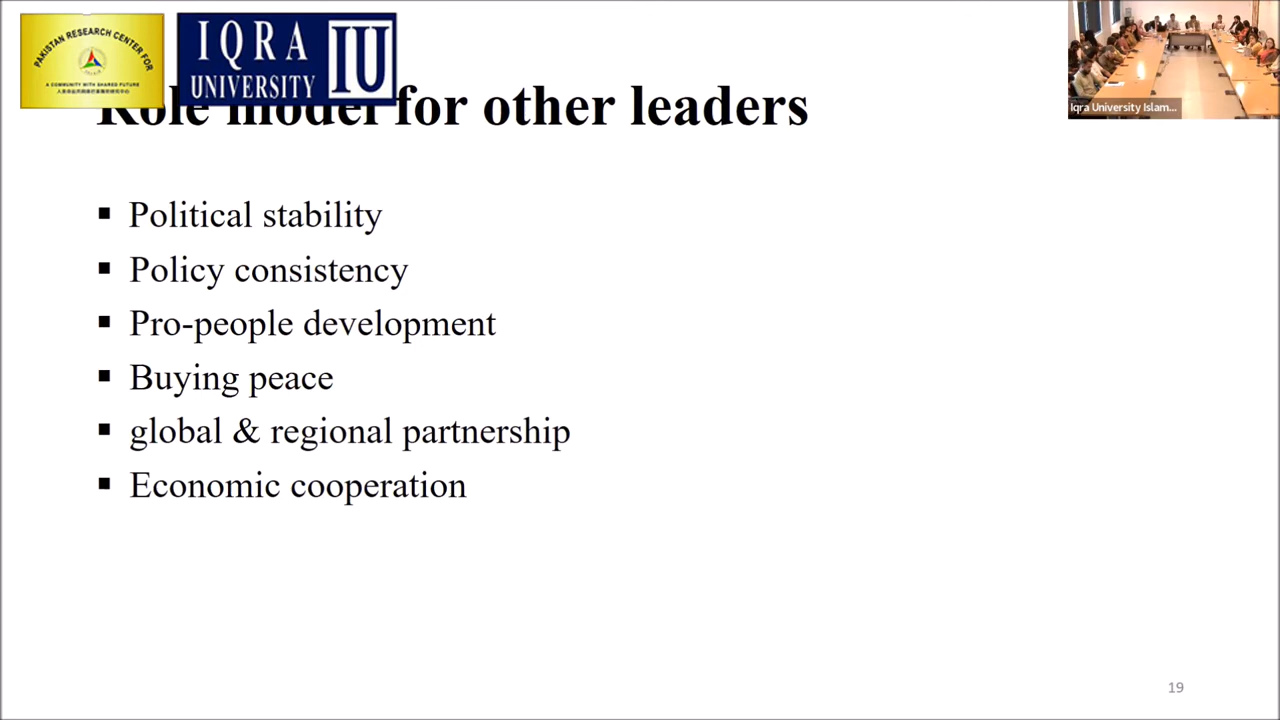 PAKISTAN RESEARCH CENTER FOR
A COMMUNITY WITH SHARED FUTURE
IQRA
UNIVERSITY
IU
Iqra University Islam...
Role model for other leaders
▪ Political stability
▪ Policy consistency
▪ Pro-people development
▪ Buying peace
▪ global & regional partnership
▪ Economic cooperation
19